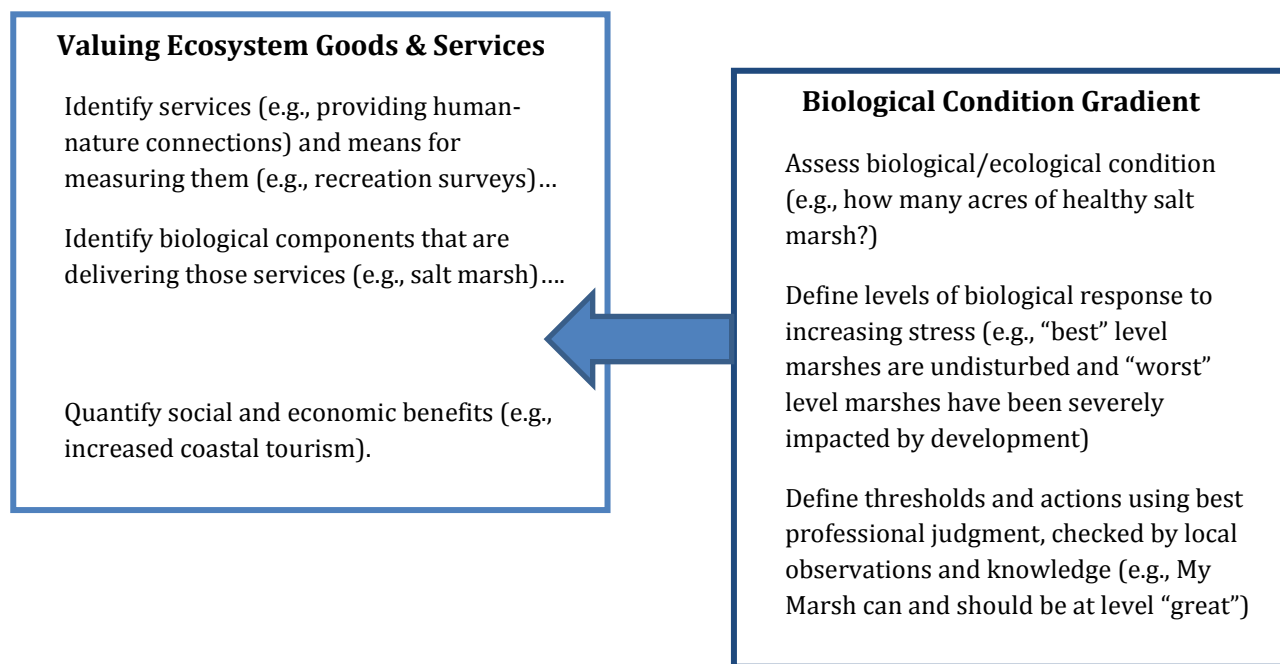 Valuing Ecosystem Goods & Services
Identify services (e.g., providing human-
nature connections) and means for
measuring them (e.g., recreation surveys)…
Identify biological components that are
delivering those services (e.g., salt marsh)….
Quantify social and economic benefits (e.g.,
increased coastal tourism).
Biological Condition Gradient
Assess biological/ecological condition
(e.g., how many acres of healthy salt
marsh?)
Define levels of biological response to
increasing stress (e.g., “best” level
marshes are undisturbed and “worst”
level marshes have been severely
impacted by development)
Define thresholds and actions using best
professional judgment, checked by local
observations and knowledge (e.g., My
Marsh can and should be at level “great”)